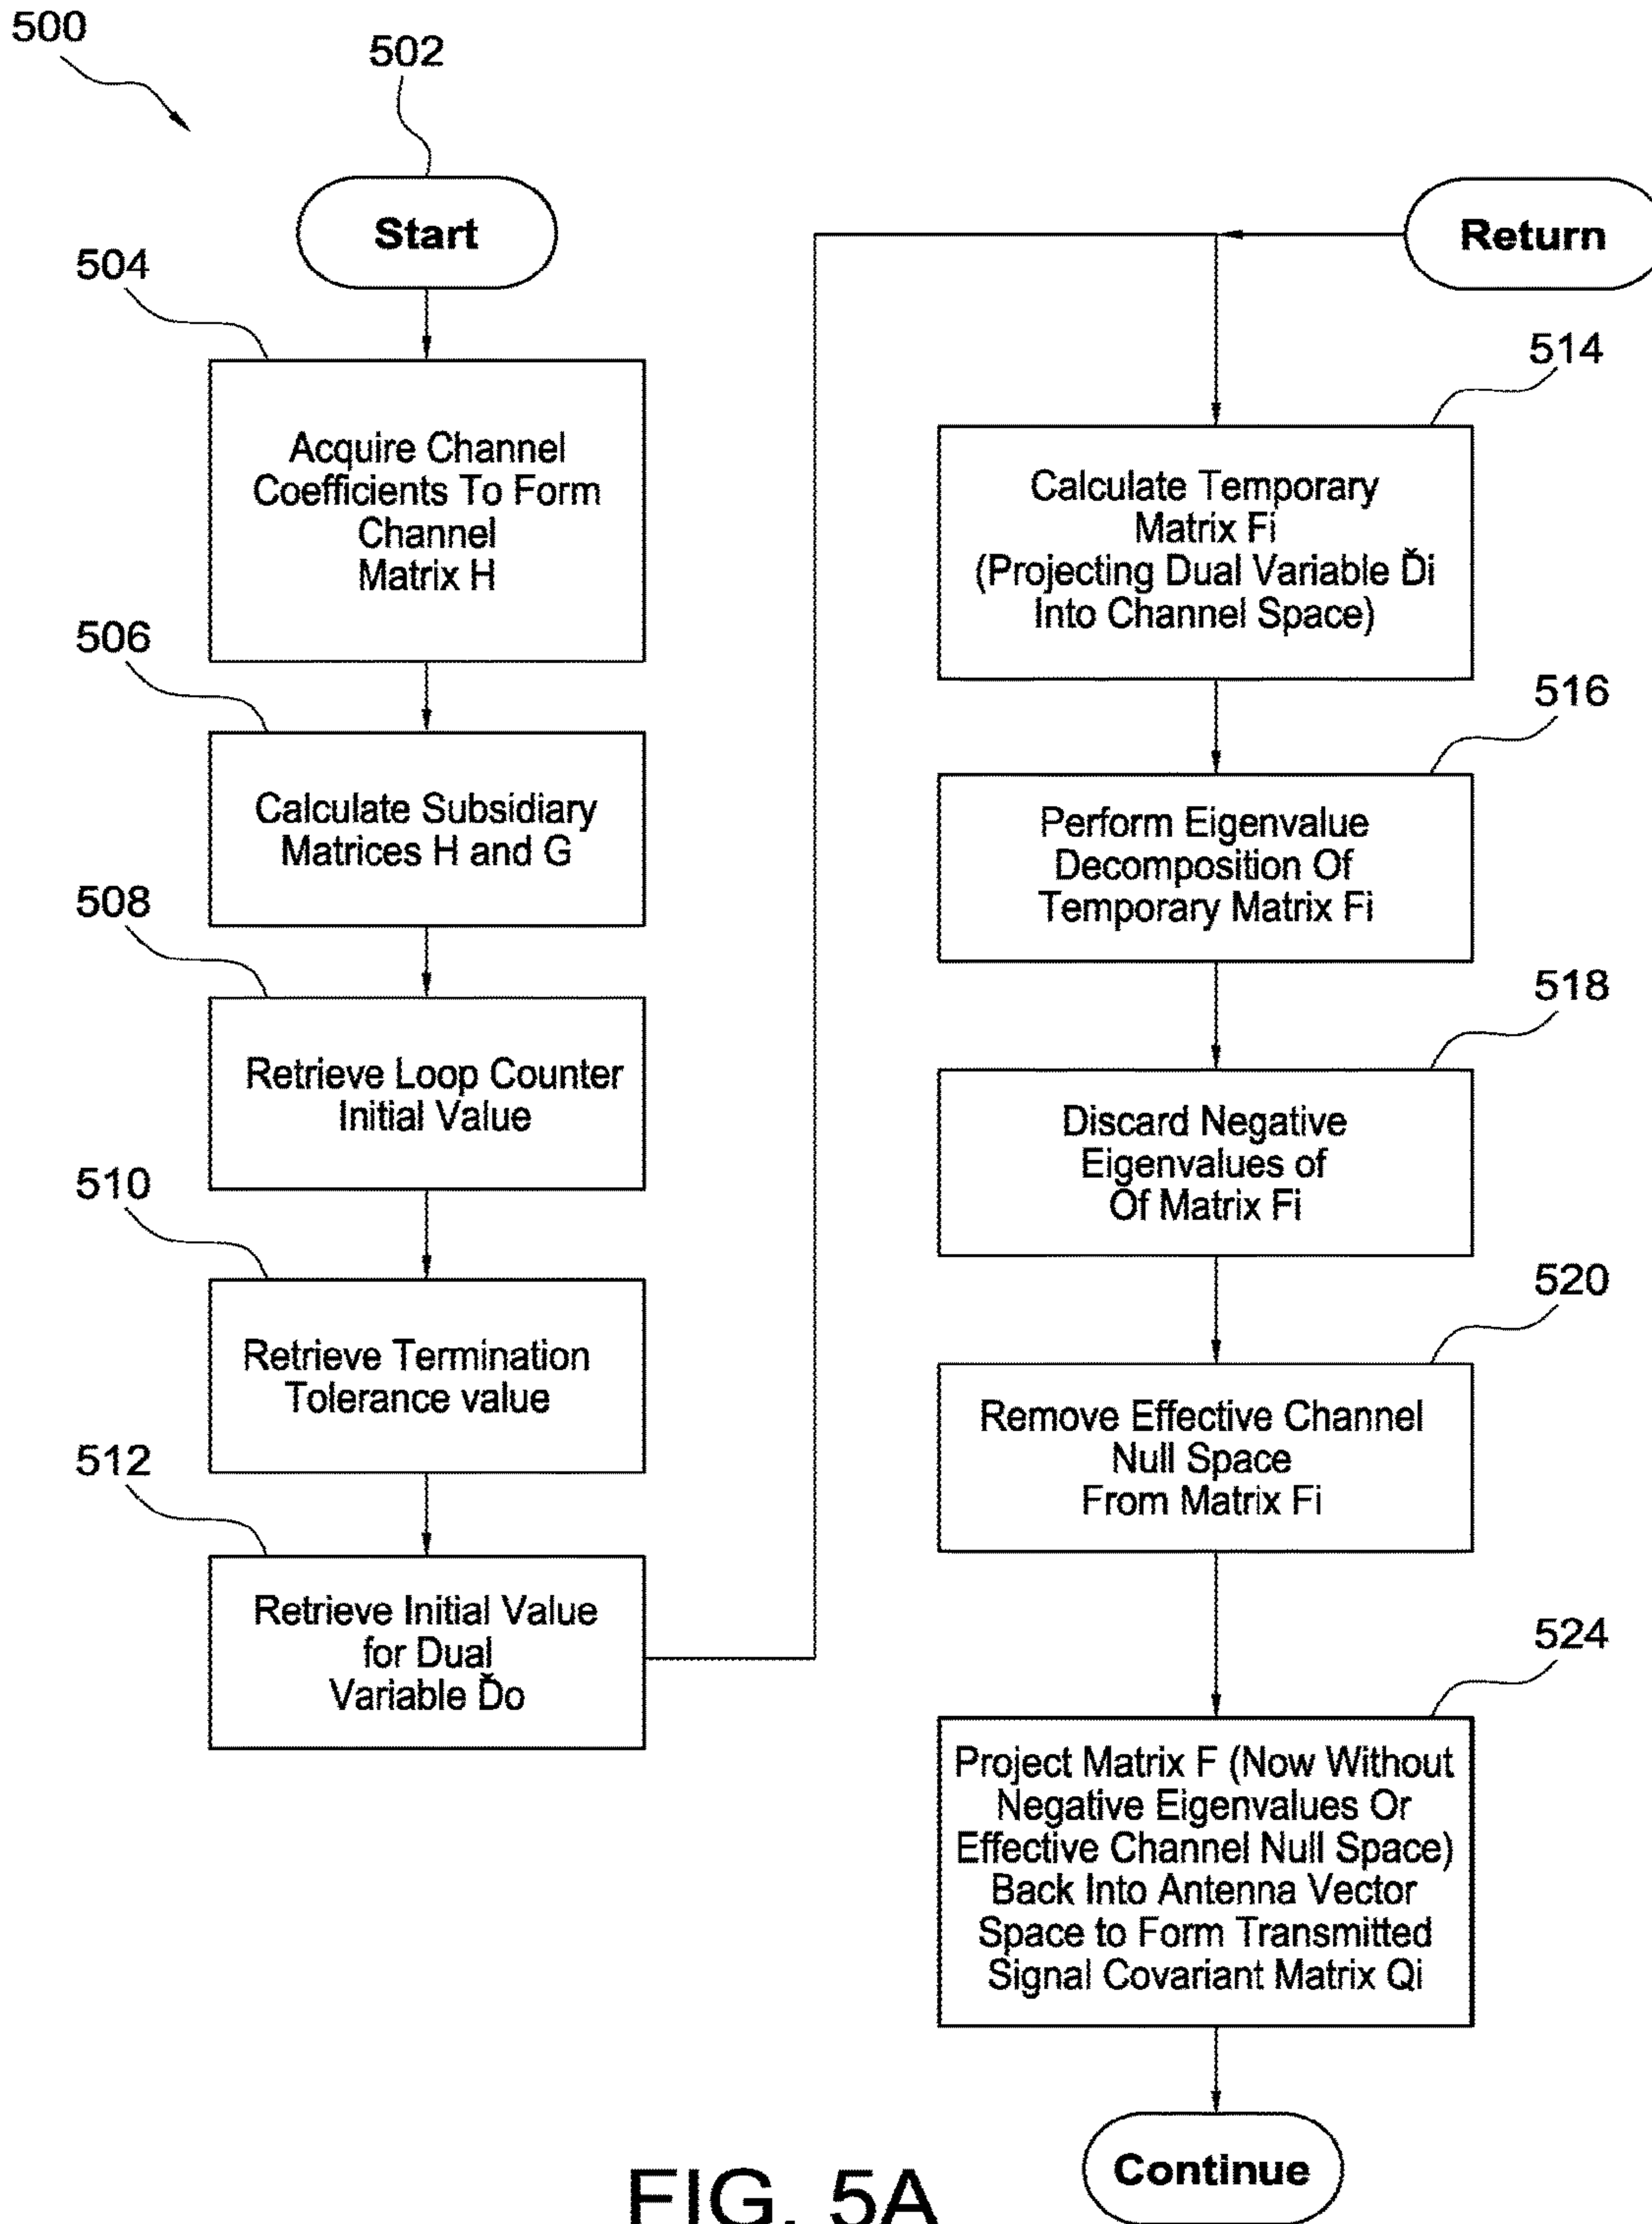 500
502
Start
504
Acquire Channel
Coefficients To Form
Channel
Matrix H
506
Calculate Subsidiary
Matrices H and G
508
Retrieve Loop Counter
Initial Value
510
Retrieve Termination
Tolerance value
512
Retrieve Initial Value
for Dual
Variable Ďo
Return
514
Calculate Temporary
Matrix Fi
(Projecting Dual Variable Ďi
Into Channel Space)
516
Perform Eigenvalue
Decomposition Of
Temporary Matrix Fi
518
Discard Negative
Eigenvalues of
Of Matrix Fi
520
Remove Effective Channel
Null Space
From Matrix Fi
524
Project Matrix F (Now Without
Negative Eigenvalues Or
Effective Channel Null Space)
Back Into Antenna Vector
Space to Form Transmitted
Signal Covariant Matrix Qi
Continue
FIG. 5A